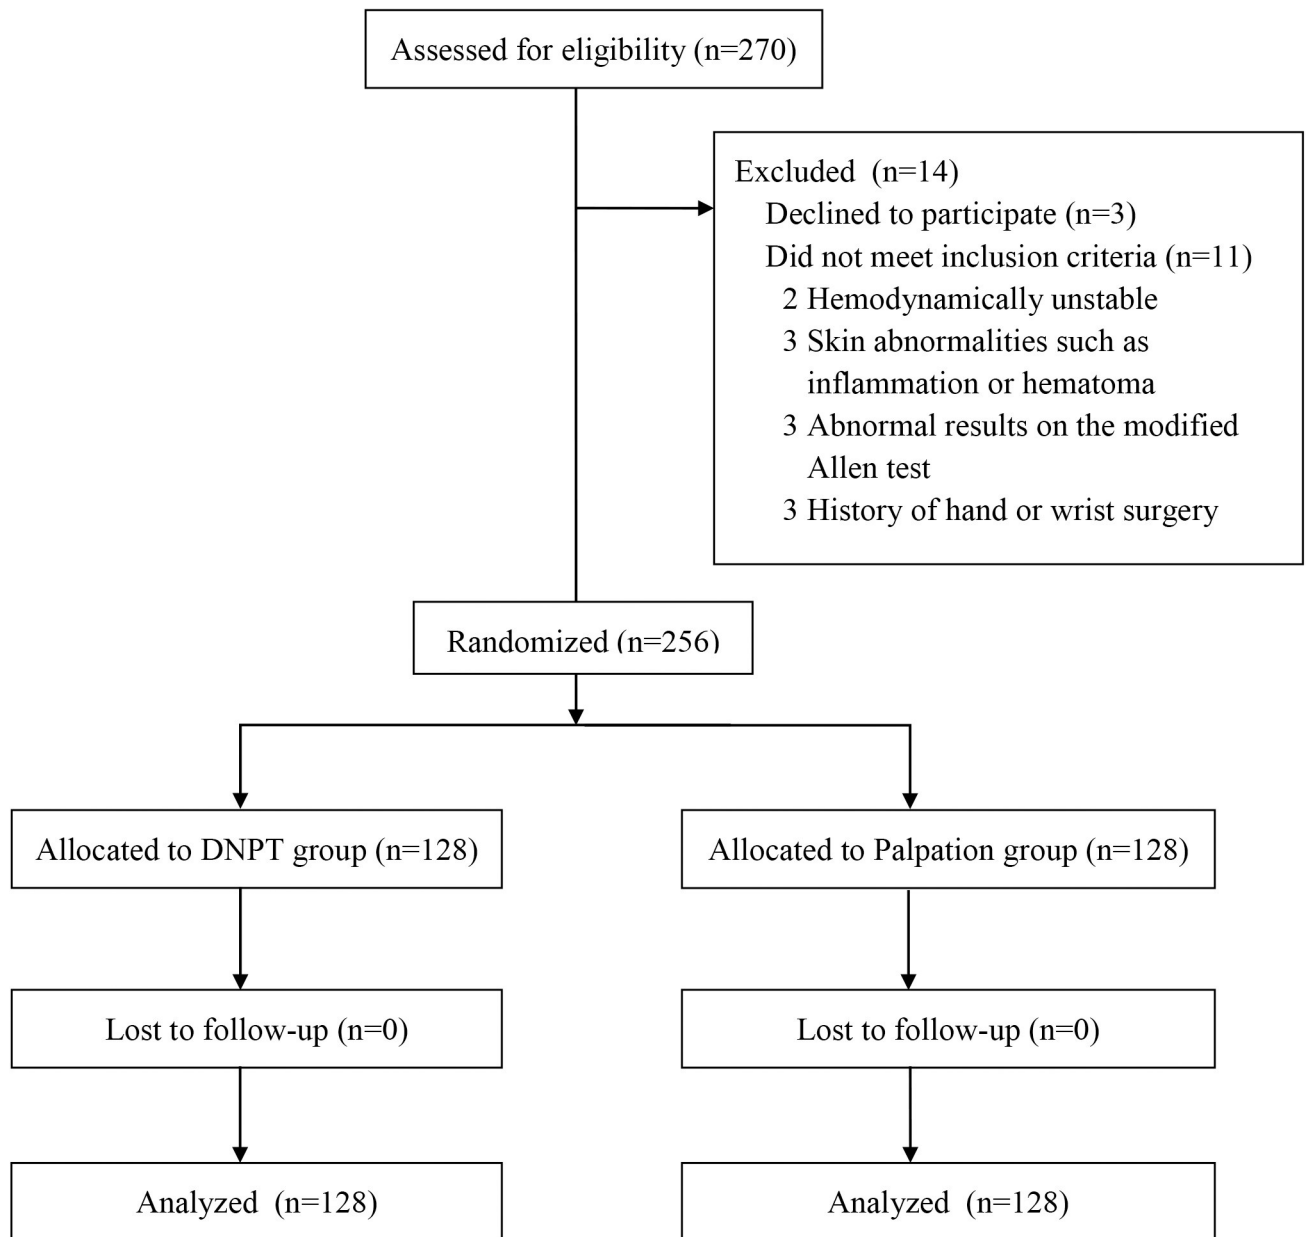 Assessed for eligibility (n=270)
Excluded (n=14)
Declined to participate (n=3)
Did not meet inclusion criteria (n=11)
2 Hemodynamically unstable
3 Skin abnormalities such as
inflammation or hematoma
3 Abnormal results on the modified
Allen test
3 History of hand or wrist surgery
Randomized (n=256)
Allocated to DNPT group (n=128)
Allocated to Palpation group (n=128)
Lost to follow-up (n=0)
Lost to follow-up (n=0)
Analyzed (n=128)
Analyzed (n=128)